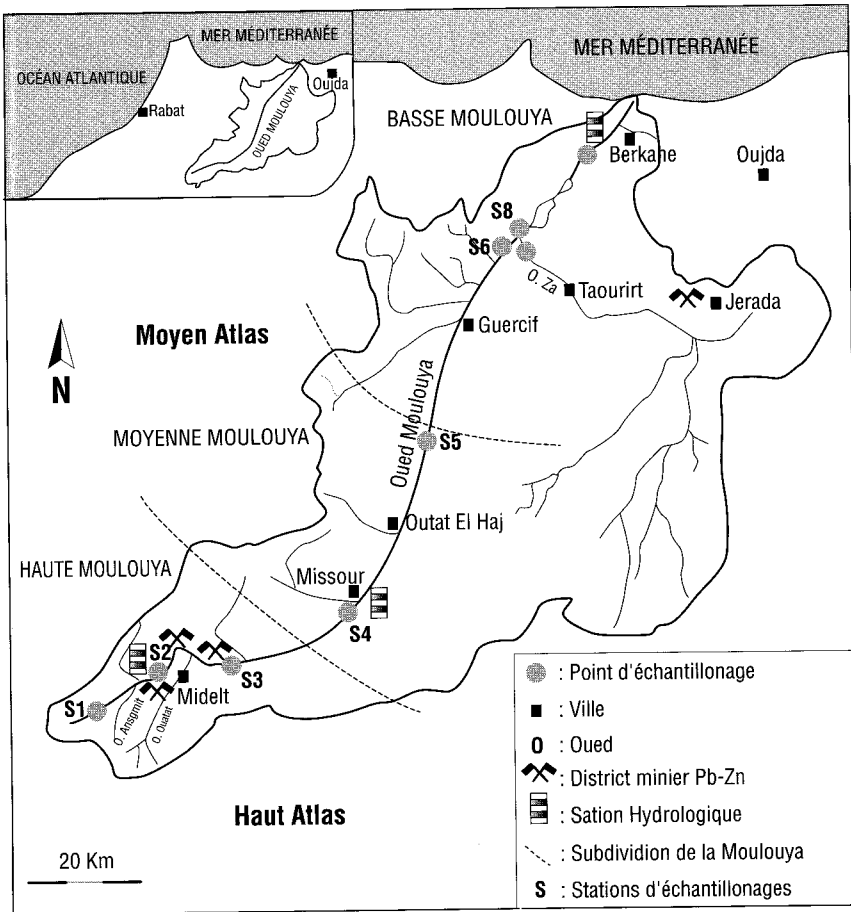 MER MÉDITERRANÉE
OCÉAN ATLANTIQUE
Oujda
Rabat
OUED MOULOUYA
MER MÉDITERRANÉE
BASSE MOULOUYA
Berkane
Oujda
S8
S6
O. Za
Taourirt
Jerada
Guercif
Moyen Atlas
N
MOYENNE MOULOUYA
Oued Moulouya
S5
Outat El Haj
HAUTE MOULOUYA
Missour
S4
S2
S3
Midelt
S1
O. Ansgmit
O. Ouatat
Haut Atlas
20 Km
: Point d'échantillonage
: Ville
O : Oued
: District minier Pb-Zn
: Sation Hydrologique
: Subdividion de la Moulouya
S : Stations d'échantillonages